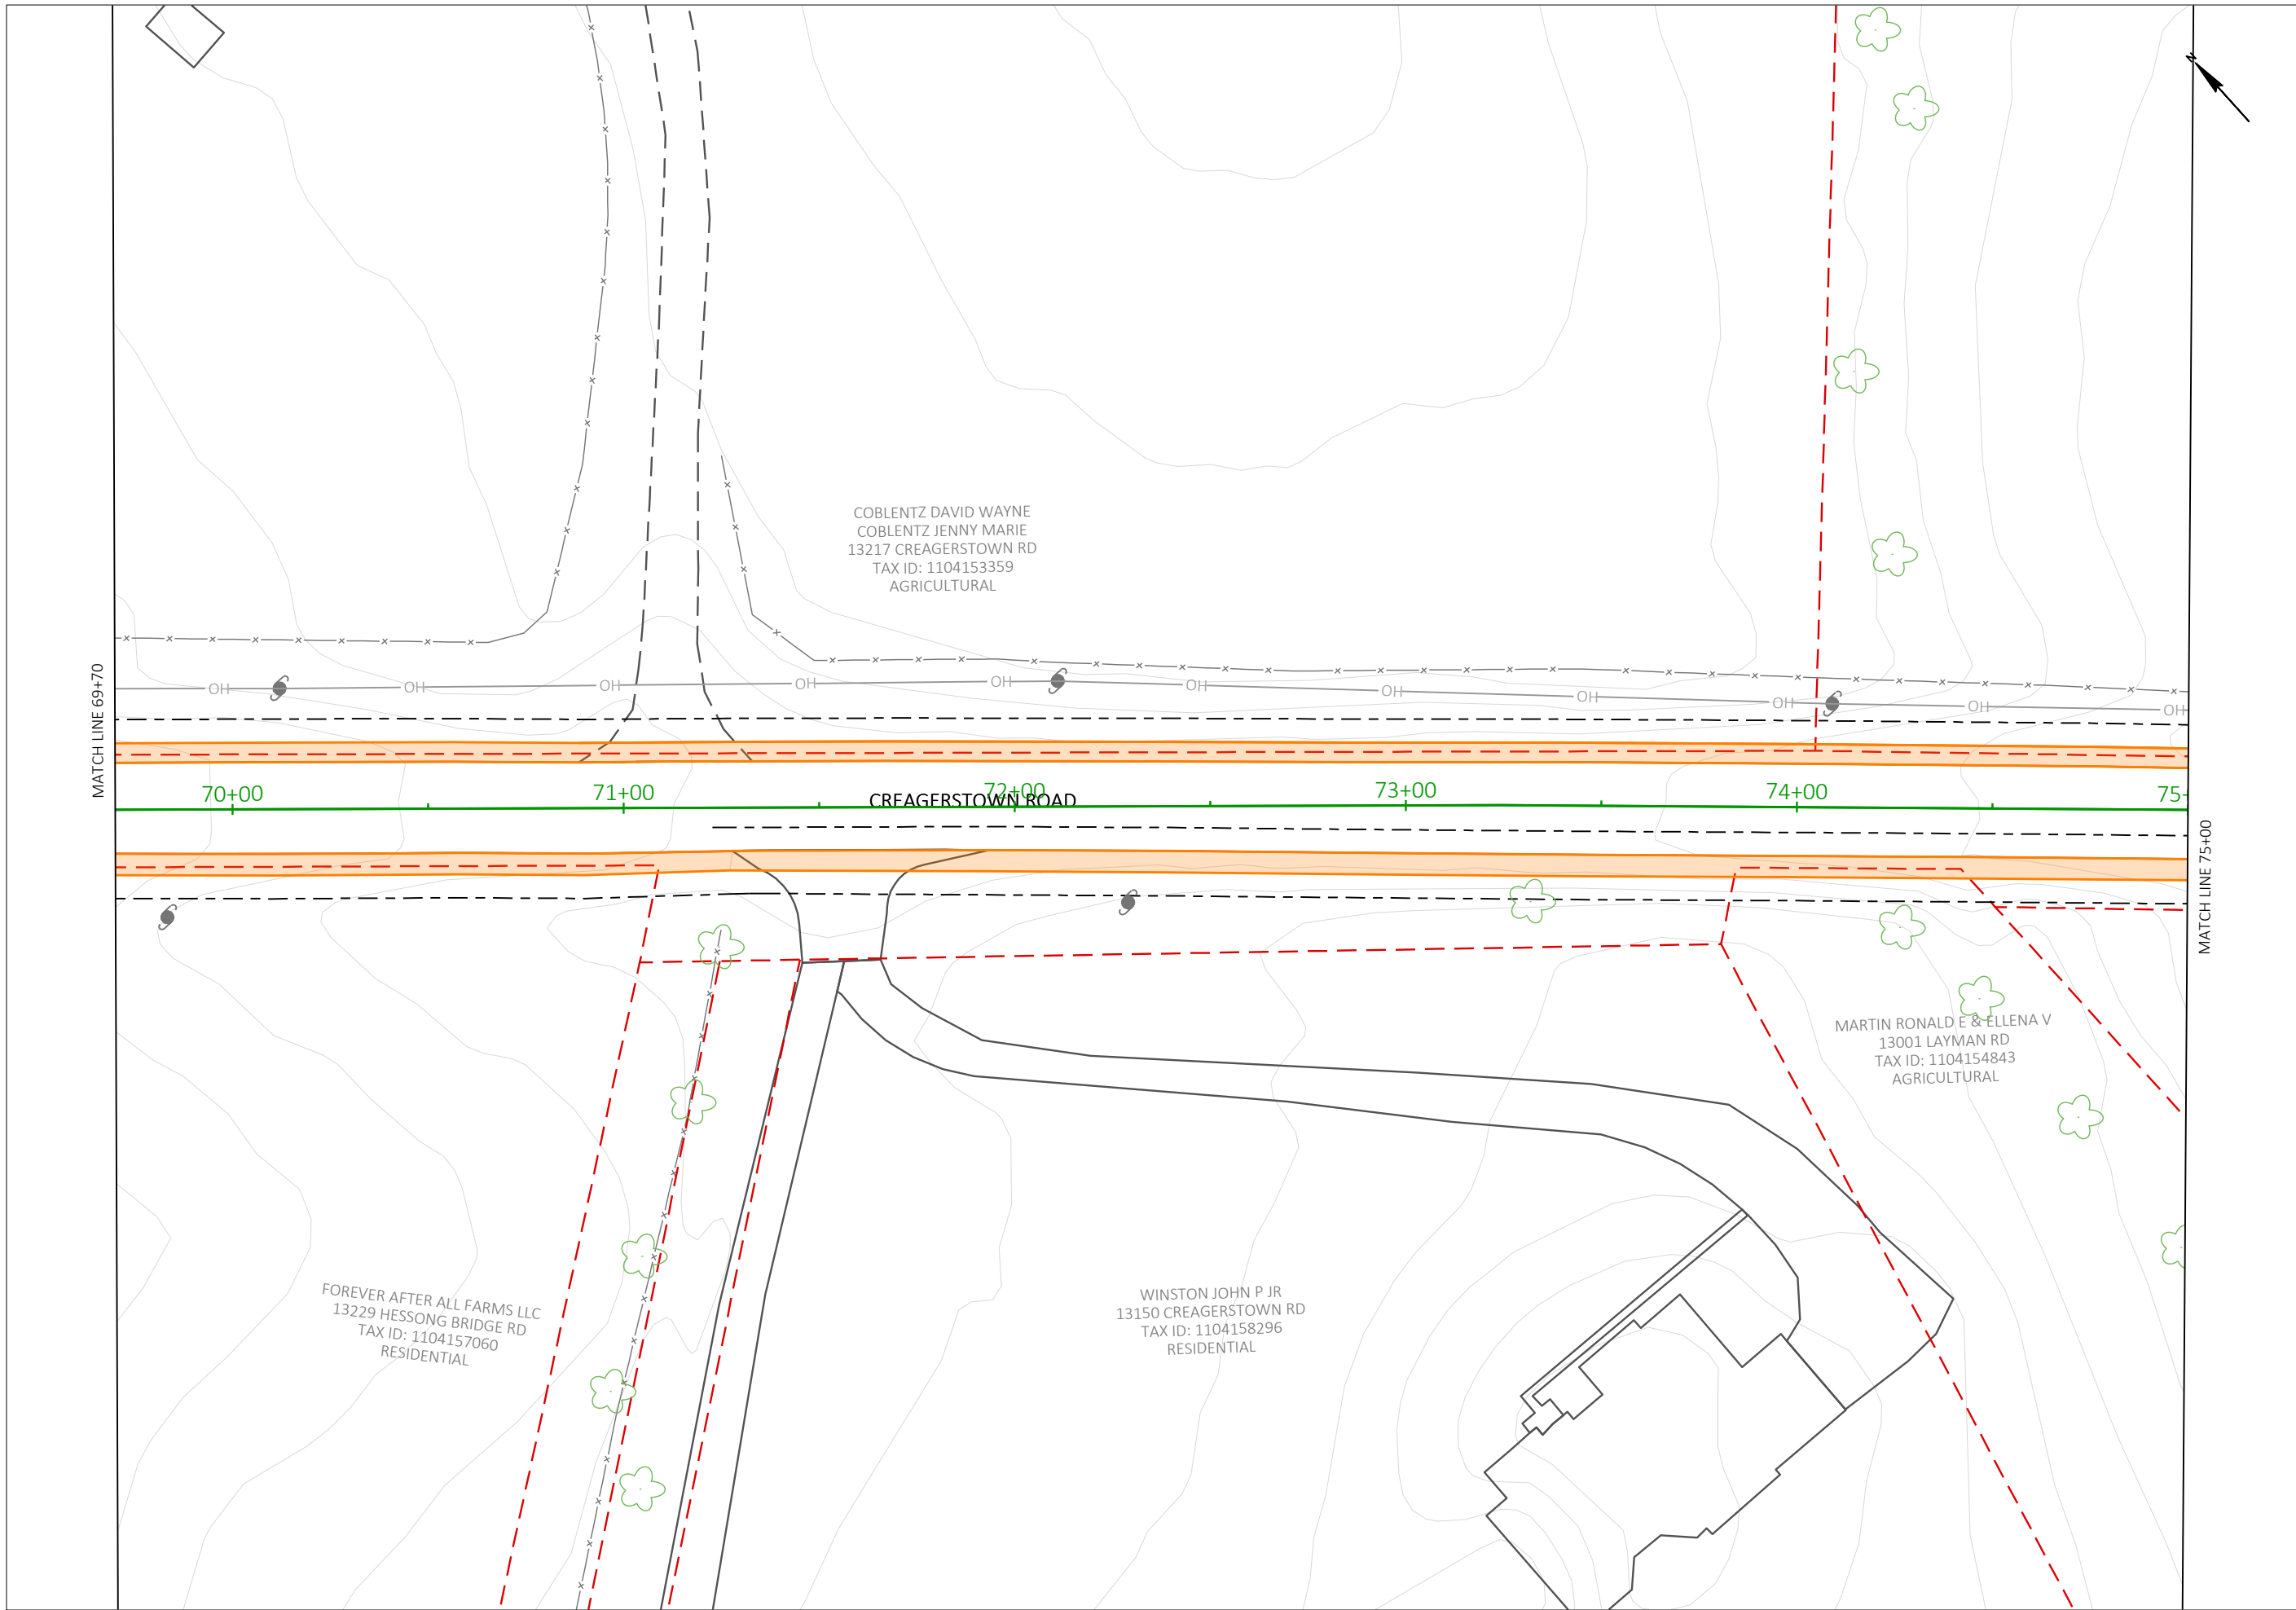 N
COBLENTZ DAVID WAYNE
COBLENTZ JENNY MARIE
13217 CREAGERSTOWN RD
TAX ID: 1104153359
AGRICULTURAL
MATCH LINE 69+70
OH OH OH OH OH OH OH OH OH OH OH
70+00 71+00 72+00 73+00 74+00 75+
CREAGERSTOWN ROAD
MATCH LINE 75+00
MARTIN RONALD E & ELLENA V
13001 LAYMAN RD
TAX ID: 1104154843
AGRICULTURAL
FOREVER AFTER ALL FARMS LLC
13229 HESSONG BRIDGE RD
TAX ID: 1104157060
RESIDENTIAL
WINSTON JOHN P JR
13150 CREAGERSTOWN RD
TAX ID: 1104158296
RESIDENTIAL